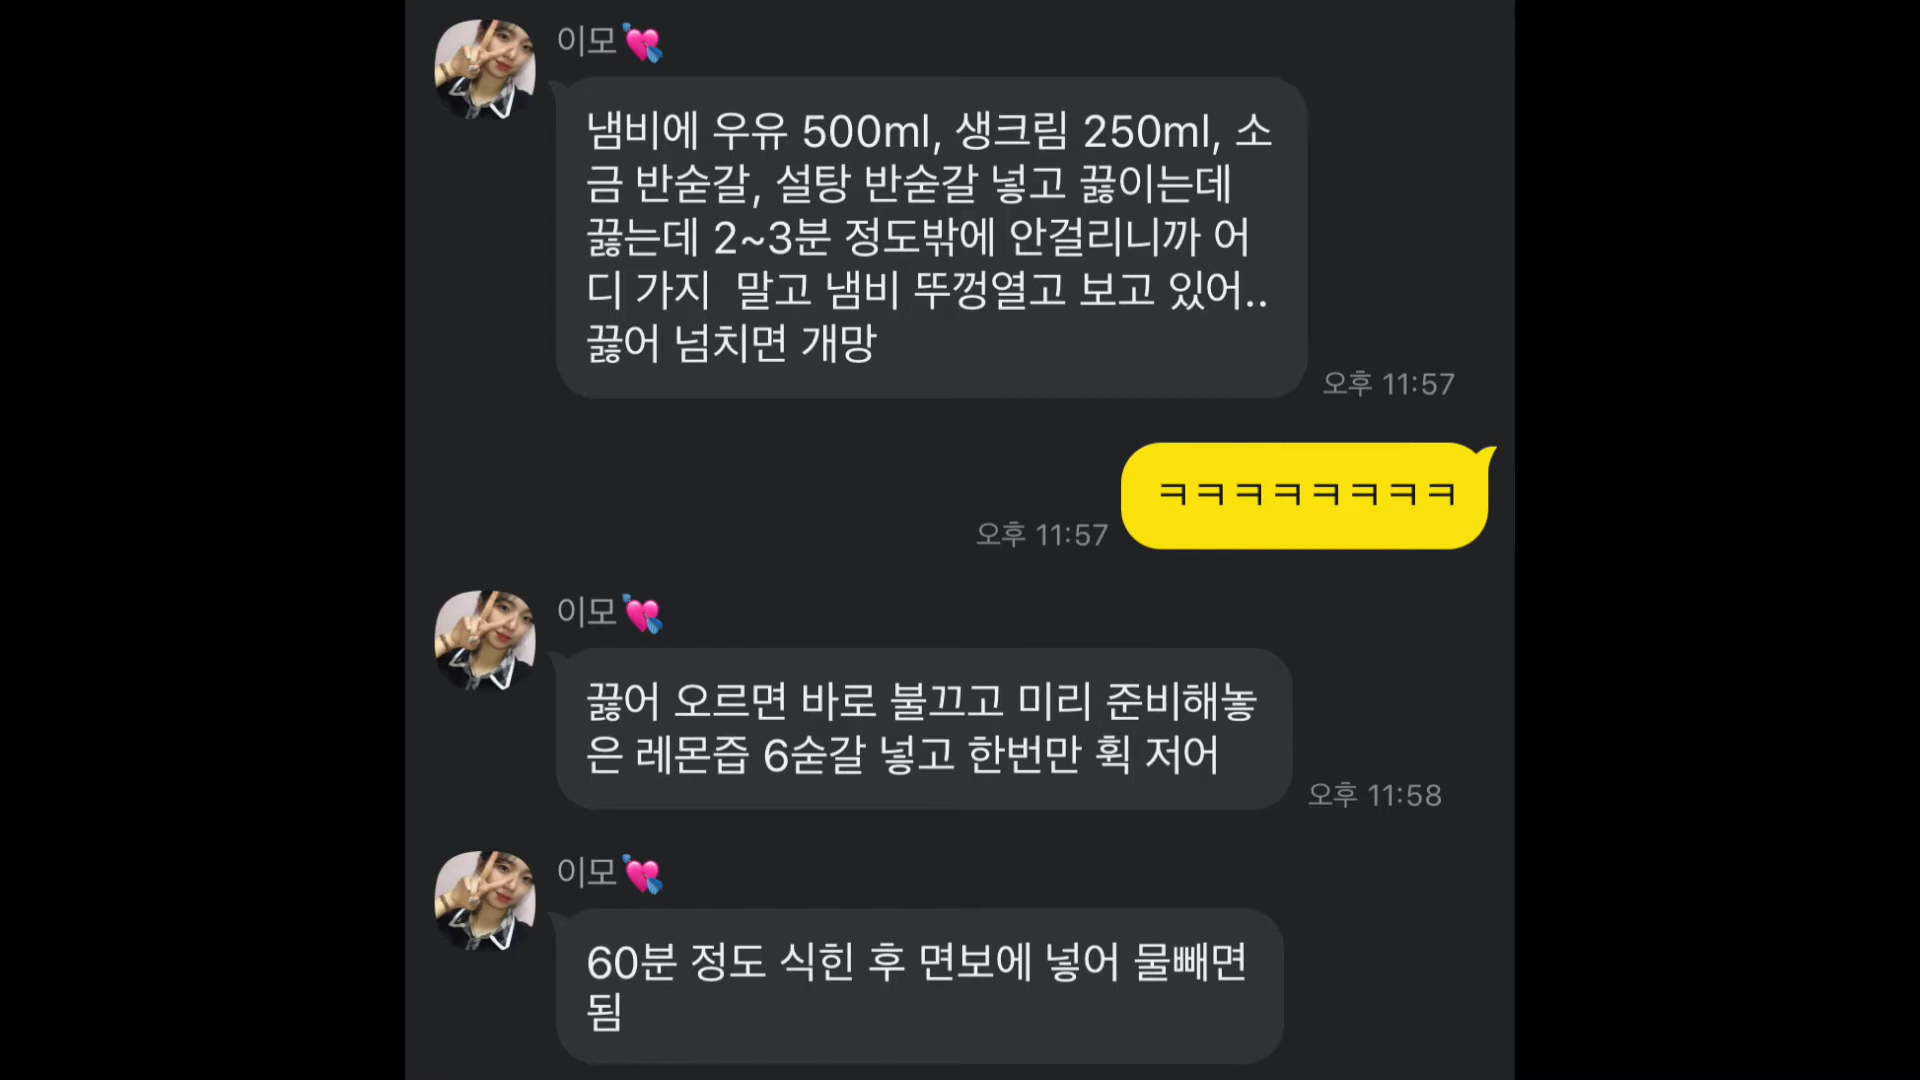 이모💘
냄비에 우유 500ml, 생크림 250ml, 소
금 반숟갈, 설탕 반숟갈 넣고 끓이는데
끓는데 2~3분 정도밖에 안걸리니까 어
디 가지  말고 냄비 뚜껑열고 보고 있어..
끓어 넘치면 개망
오후 11:57
ㅋㅋㅋㅋㅋㅋㅋㅋ
오후 11:57
이모💘
끓어 오르면 바로 불끄고 미리 준비해놓
은 레몬즙 6숟갈 넣고 한번만 휙 저어
오후 11:58
이모💘
60분 정도 식힌 후 면보에 넣어 물빼면
됨